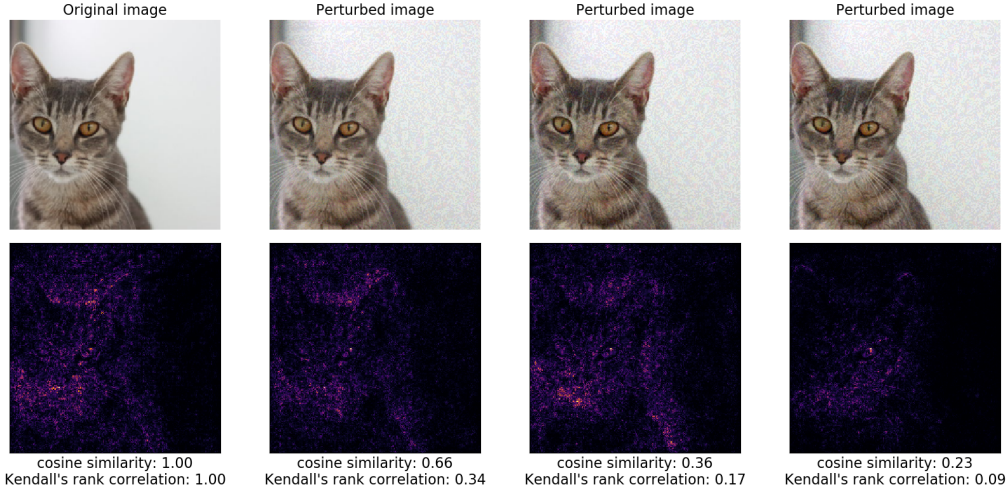 Original image
Perturbed image
Perturbed image
Perturbed image
cosine similarity: 1.00
Kendall's rank correlation: 1.00
cosine similarity: 0.66
Kendall's rank correlation: 0.34
cosine similarity: 0.36
Kendall's rank correlation: 0.17
cosine similarity: 0.23
Kendall's rank correlation: 0.09